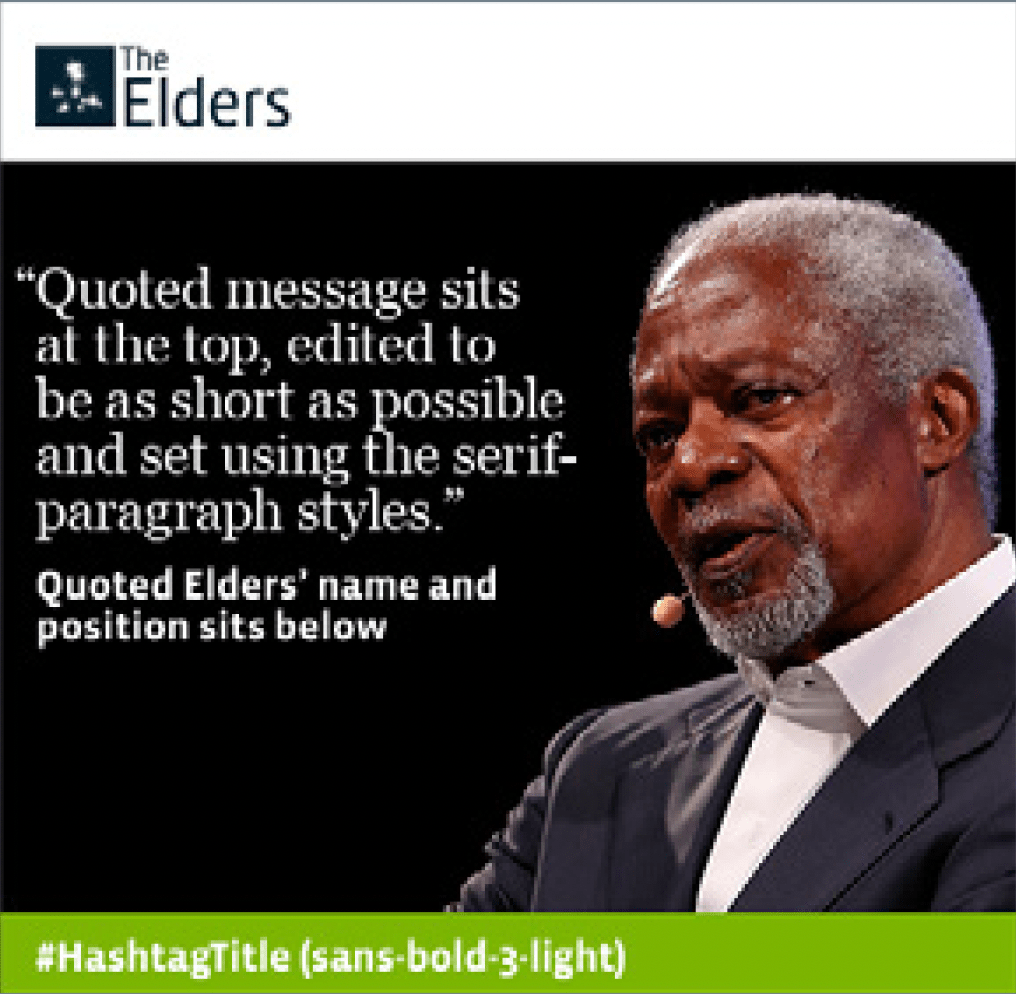 The
Elders
“Quoted message sits
at the top, edited to
be as short as possible
and set using the serif-
paragraph styles.”
Quoted Elders’ name and
position sits below
#HashtagTitle (sans-bold-3-light)